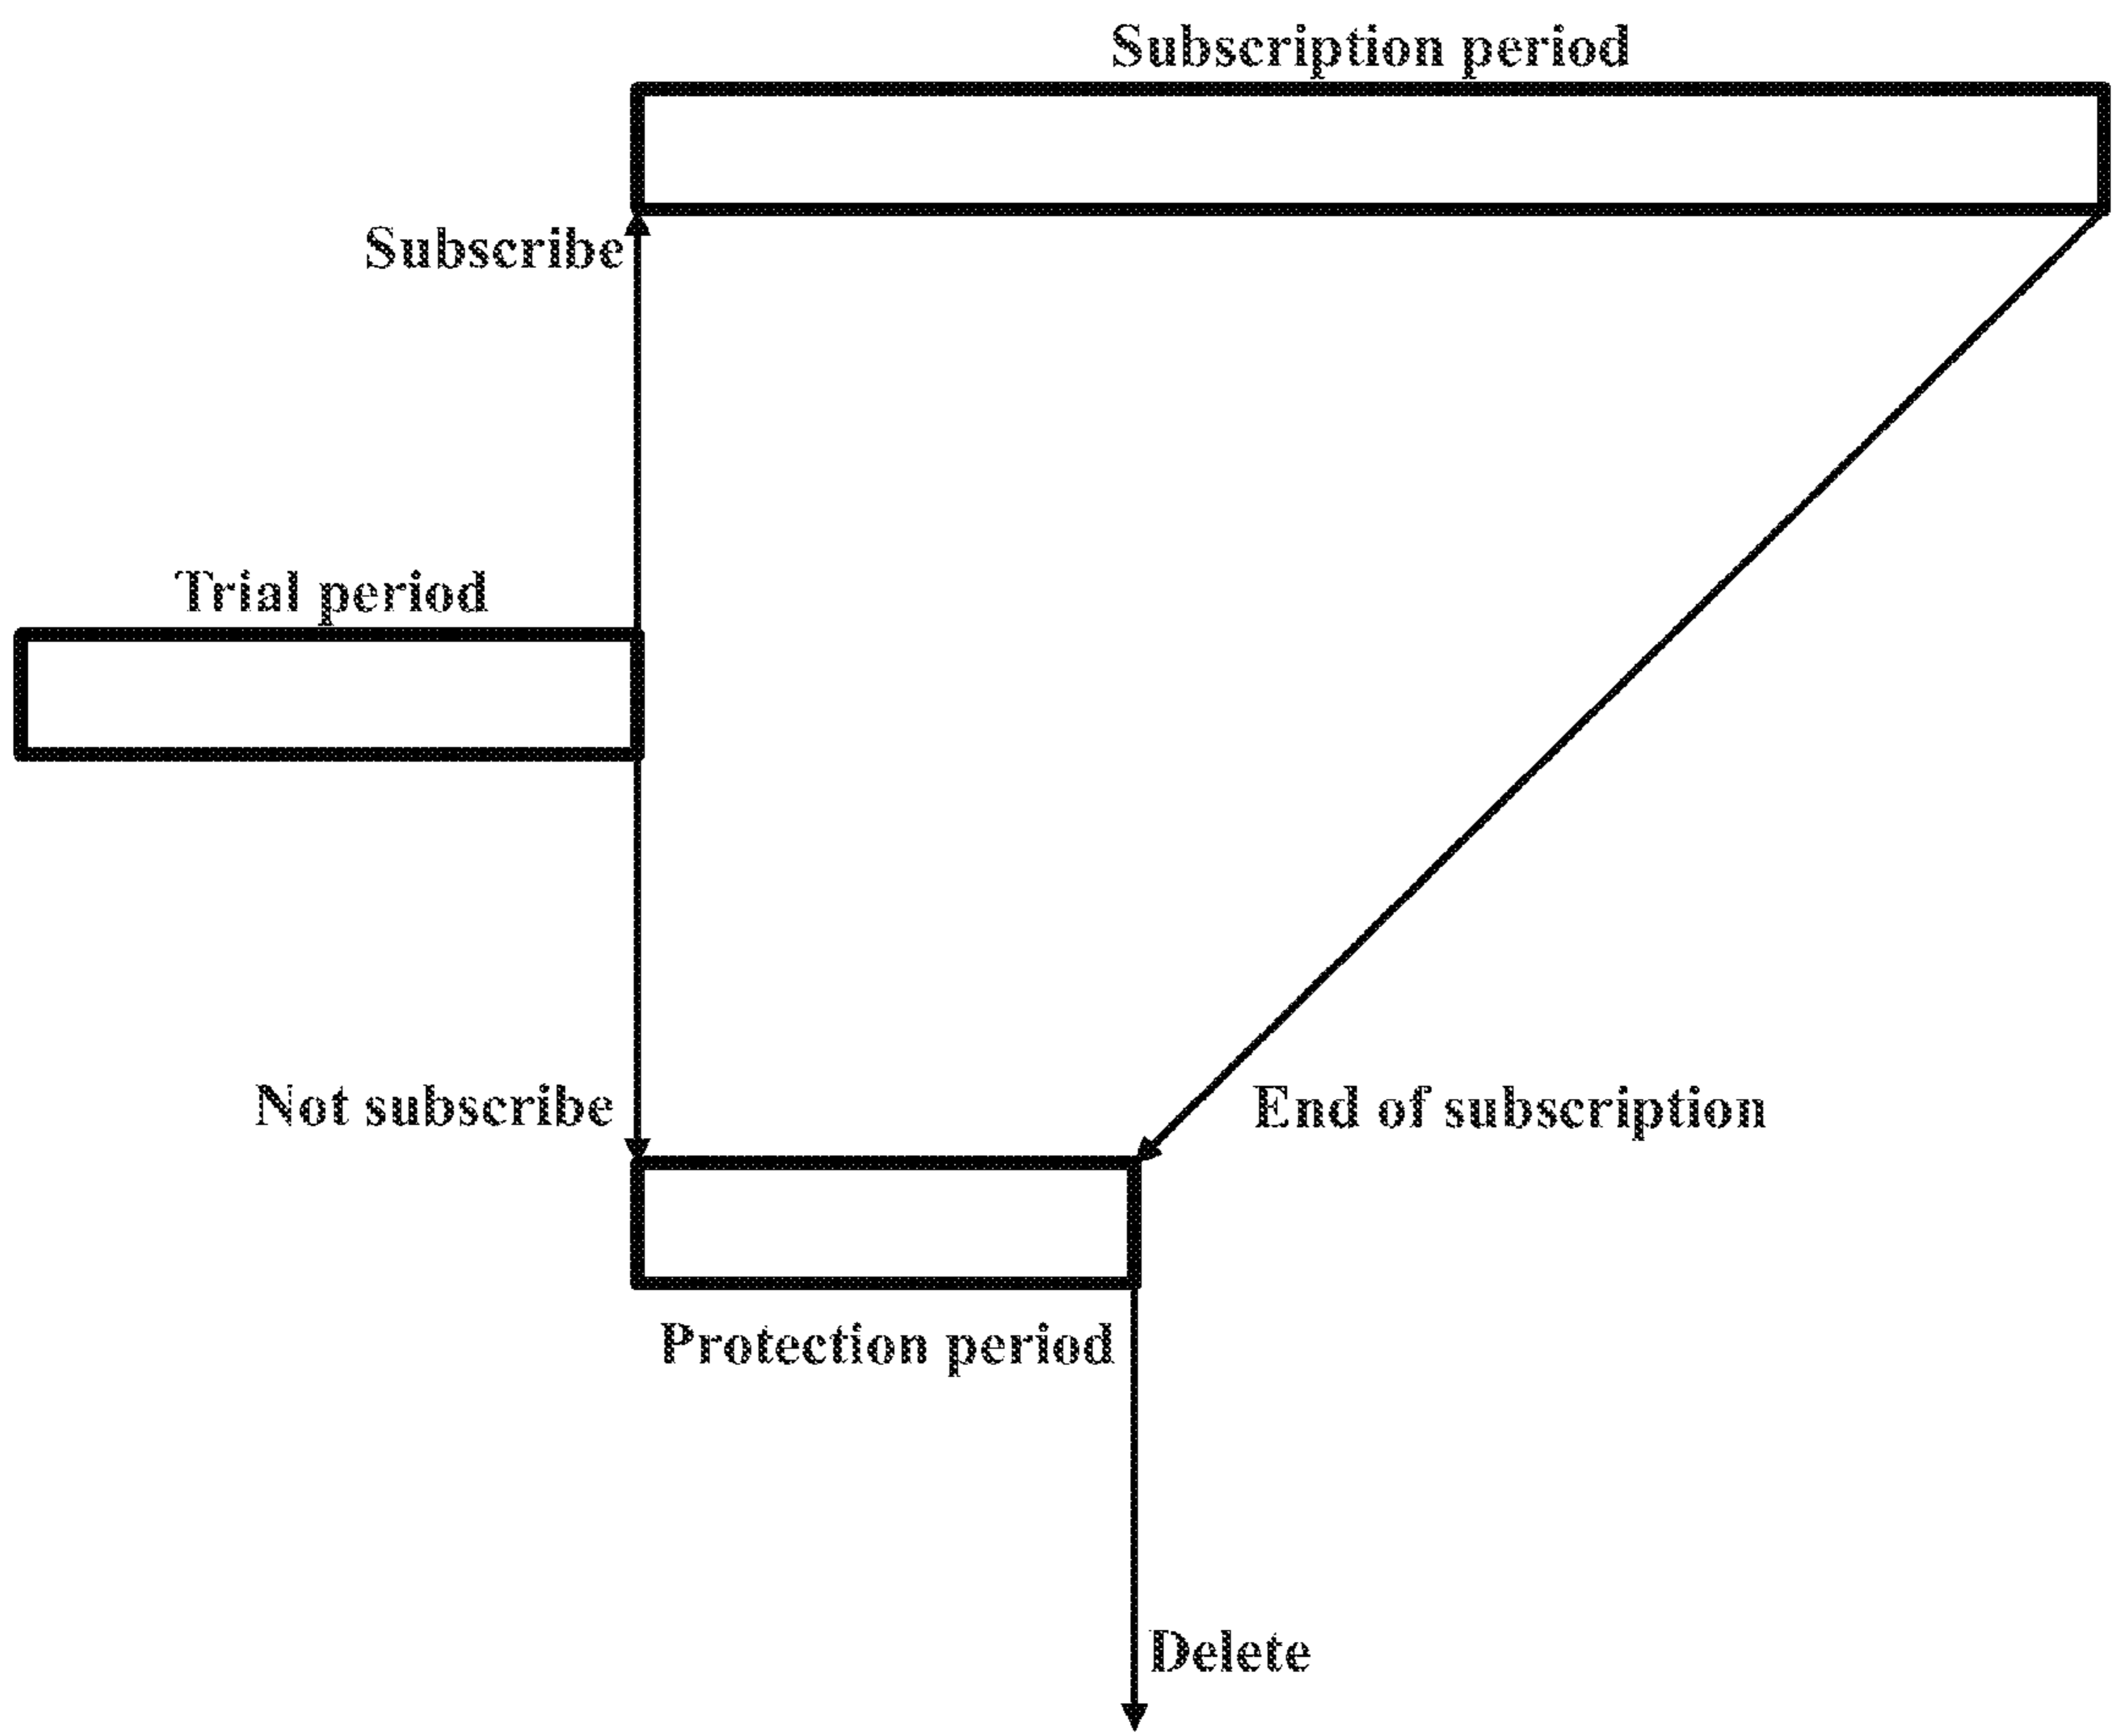 Subscription period
Subscribe
Trial period
Not subscribe
End of subscription
Protection period
Delete